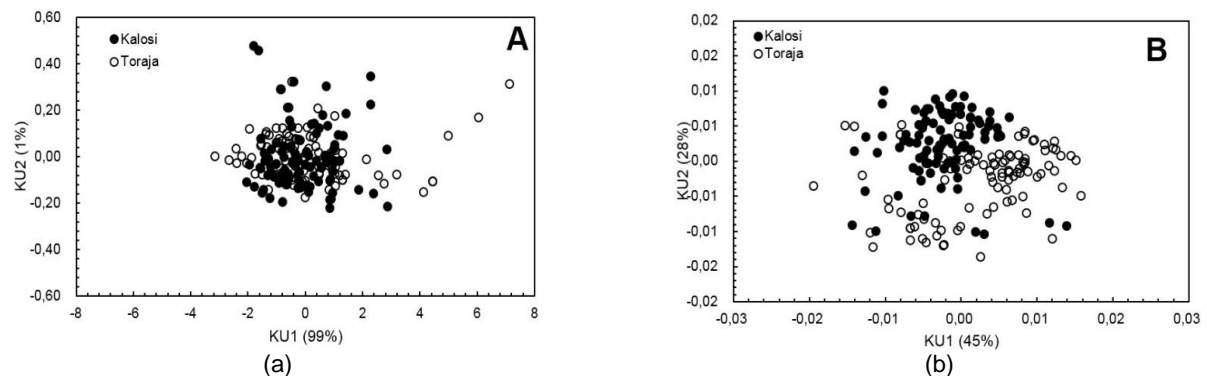 0,60
0,40
0,20
0,00
-0,20
-0,40
-0,60
KU2 (1%)
Kalosi
Toraja
A
-8
-6
-4
-2
0
2
4
6
8
KU1 (99%)
(a)
0,02
0,02
0,01
0,01
0,00
-0,01
-0,01
-0,02
-0,02
KU2 (28%)
Kalosi
Toraja
B
-0,03
-0,02
-0,01
0,00
0,01
0,02
0,03
KU1 (45%)
(b)